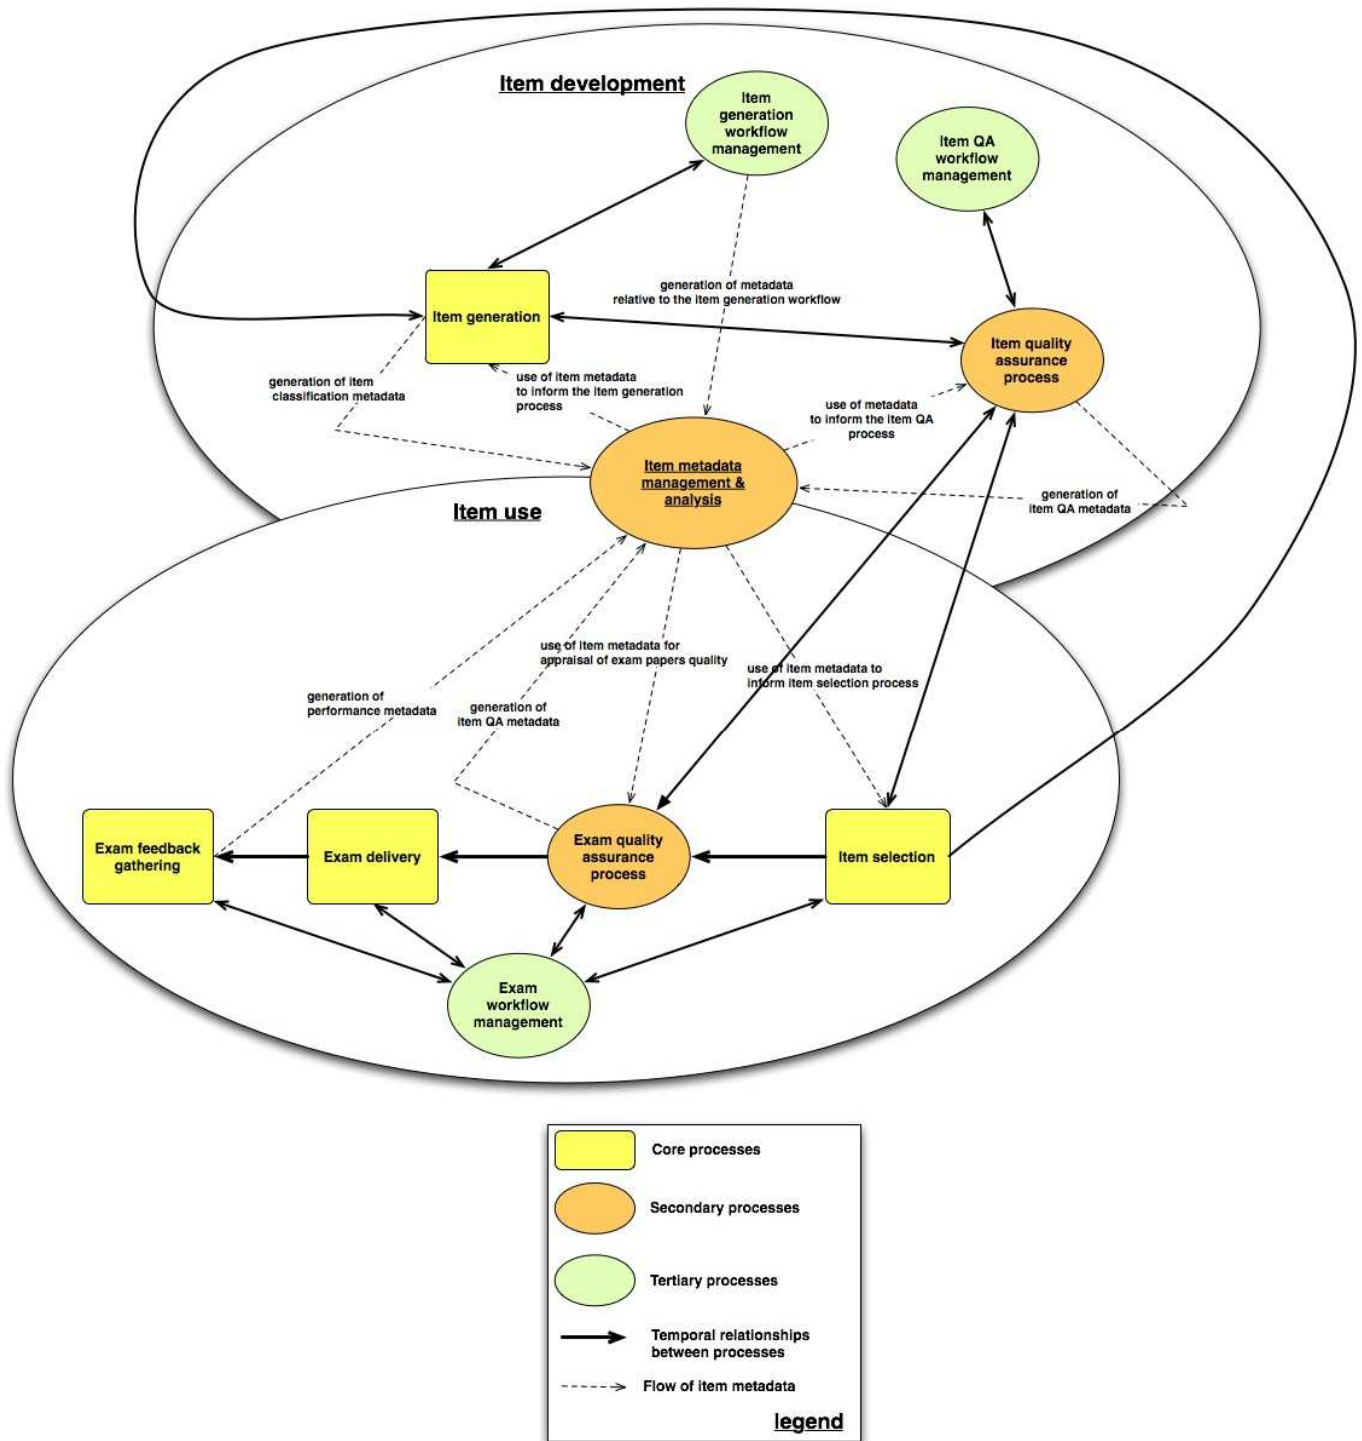 Item development
Item
generation
workflow
management
Item QA
workflow
management
generation of metadata
relative to the item generation workflow
Item generation
Item quality
assurance
process
generation of item
classification metadata
use of item metadata
to inform the item generation
process
use of metadata
to inform the item QA
process
Item metadata
management &
analysis
generation of
item QA metadata
Item use
use of item metadata for
appraisal of exam papers quality
use of item metadata to
inform item selection process
generation of
performance metadata
generation of
item QA metadata
Exam feedback
gathering
Exam delivery
Exam quality
assurance
process
Item selection
Exam
workflow
management
Core processes
Secondary processes
Tertiary processes
Temporal relationships
between processes
Flow of item metadata
legend